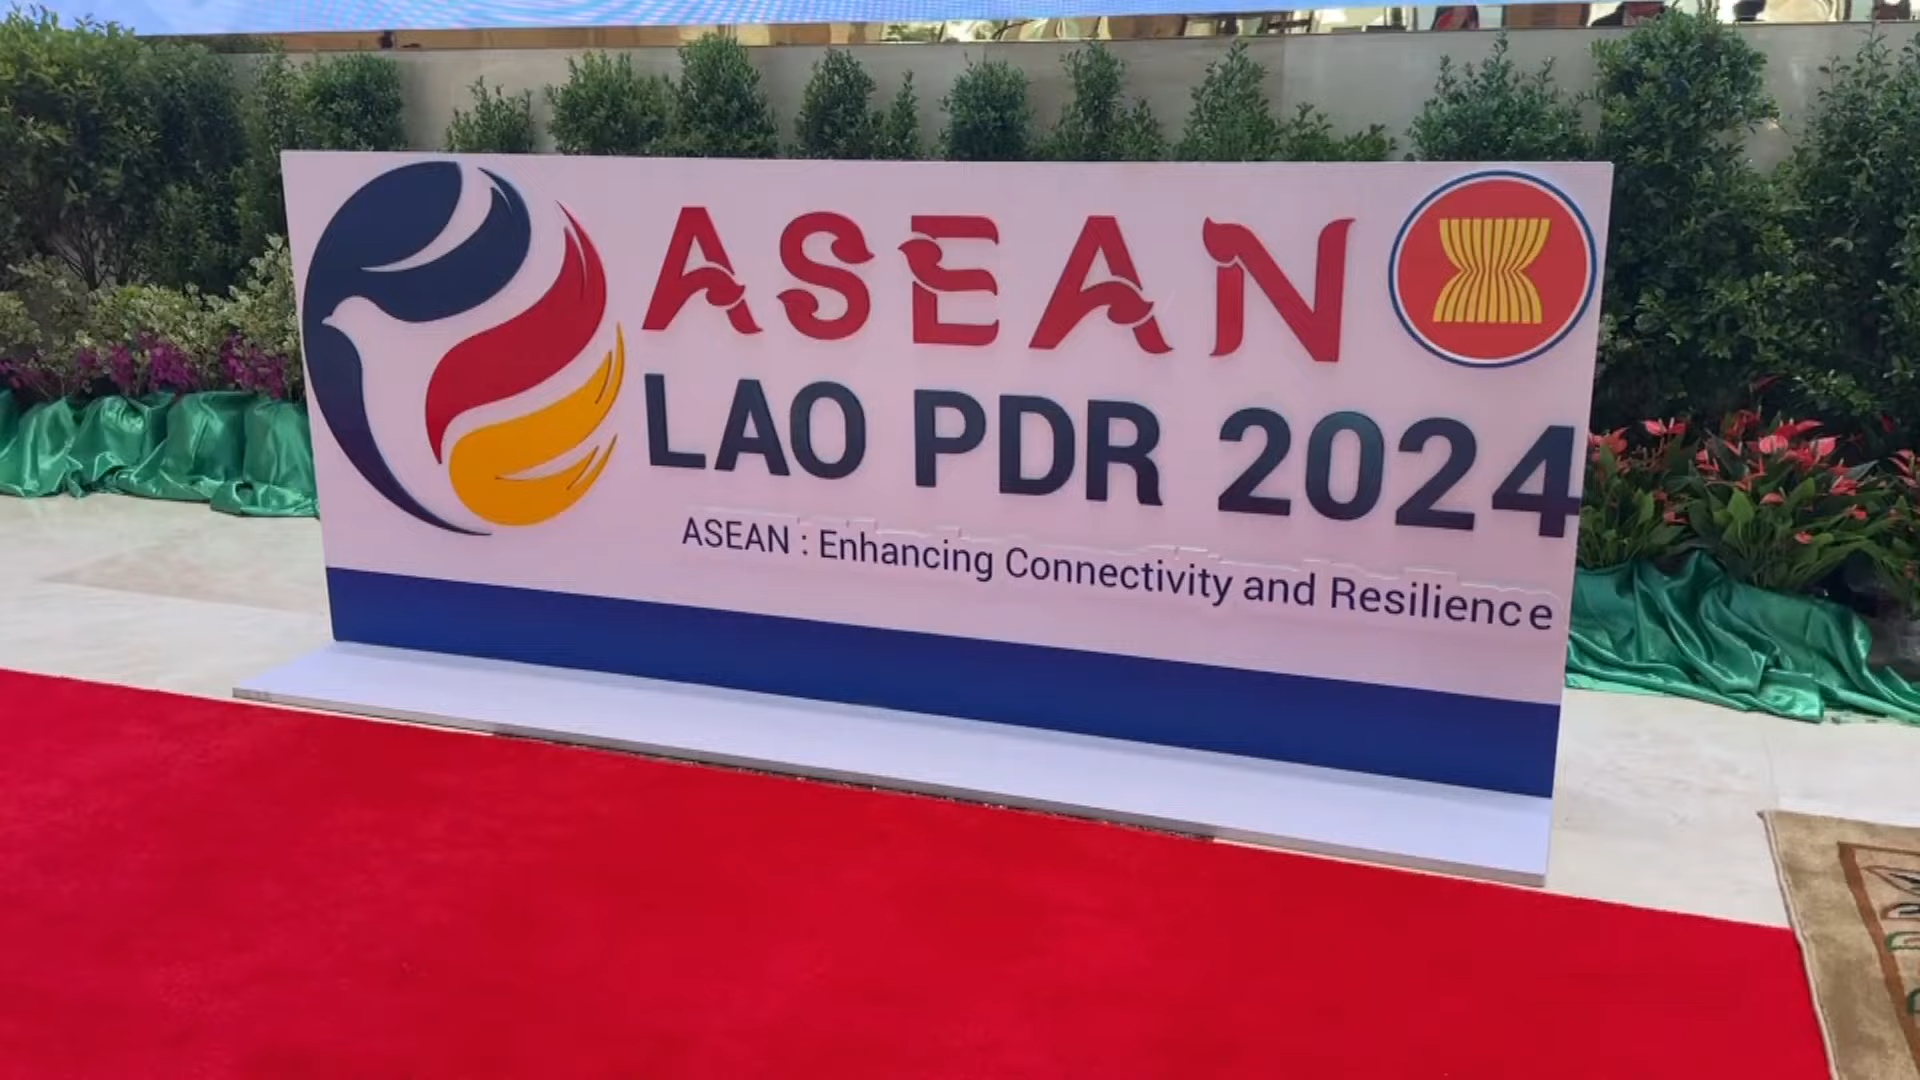 ASEAN
LAO PDR 2024
ASEAN : Enhancing Connectivity and Resilience